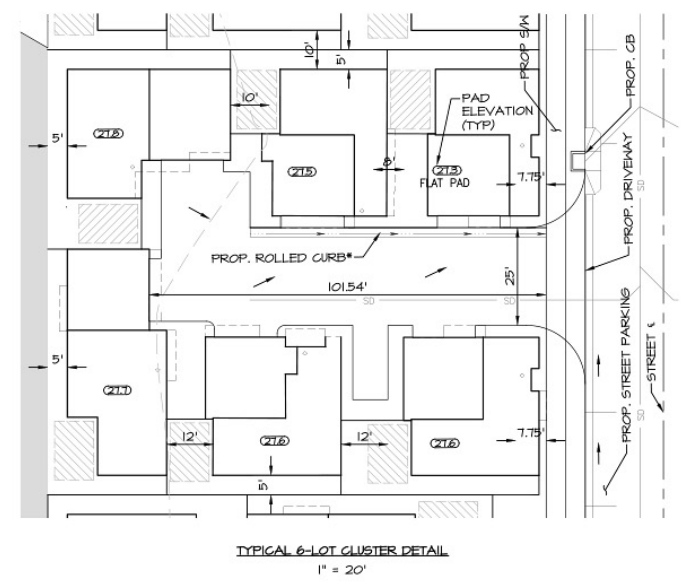 10'
5'
PROP S/W
PROP. CB
27.8
10'
PAD
ELEVATION
(TYP)
5'
27.5
8'
27.3
FLAT PAD
7.75'
SD
PROP. DRIVEWAY
PROP. ROLLED CURB*
25'
101.54'
SD
SD
5'
27.7
12'
27.6
12'
27.6
7.75'
5'
PROP. STREET PARKING
STREET ℄
SD
TYPICAL 6-LOT CLUSTER DETAIL
1" = 20'